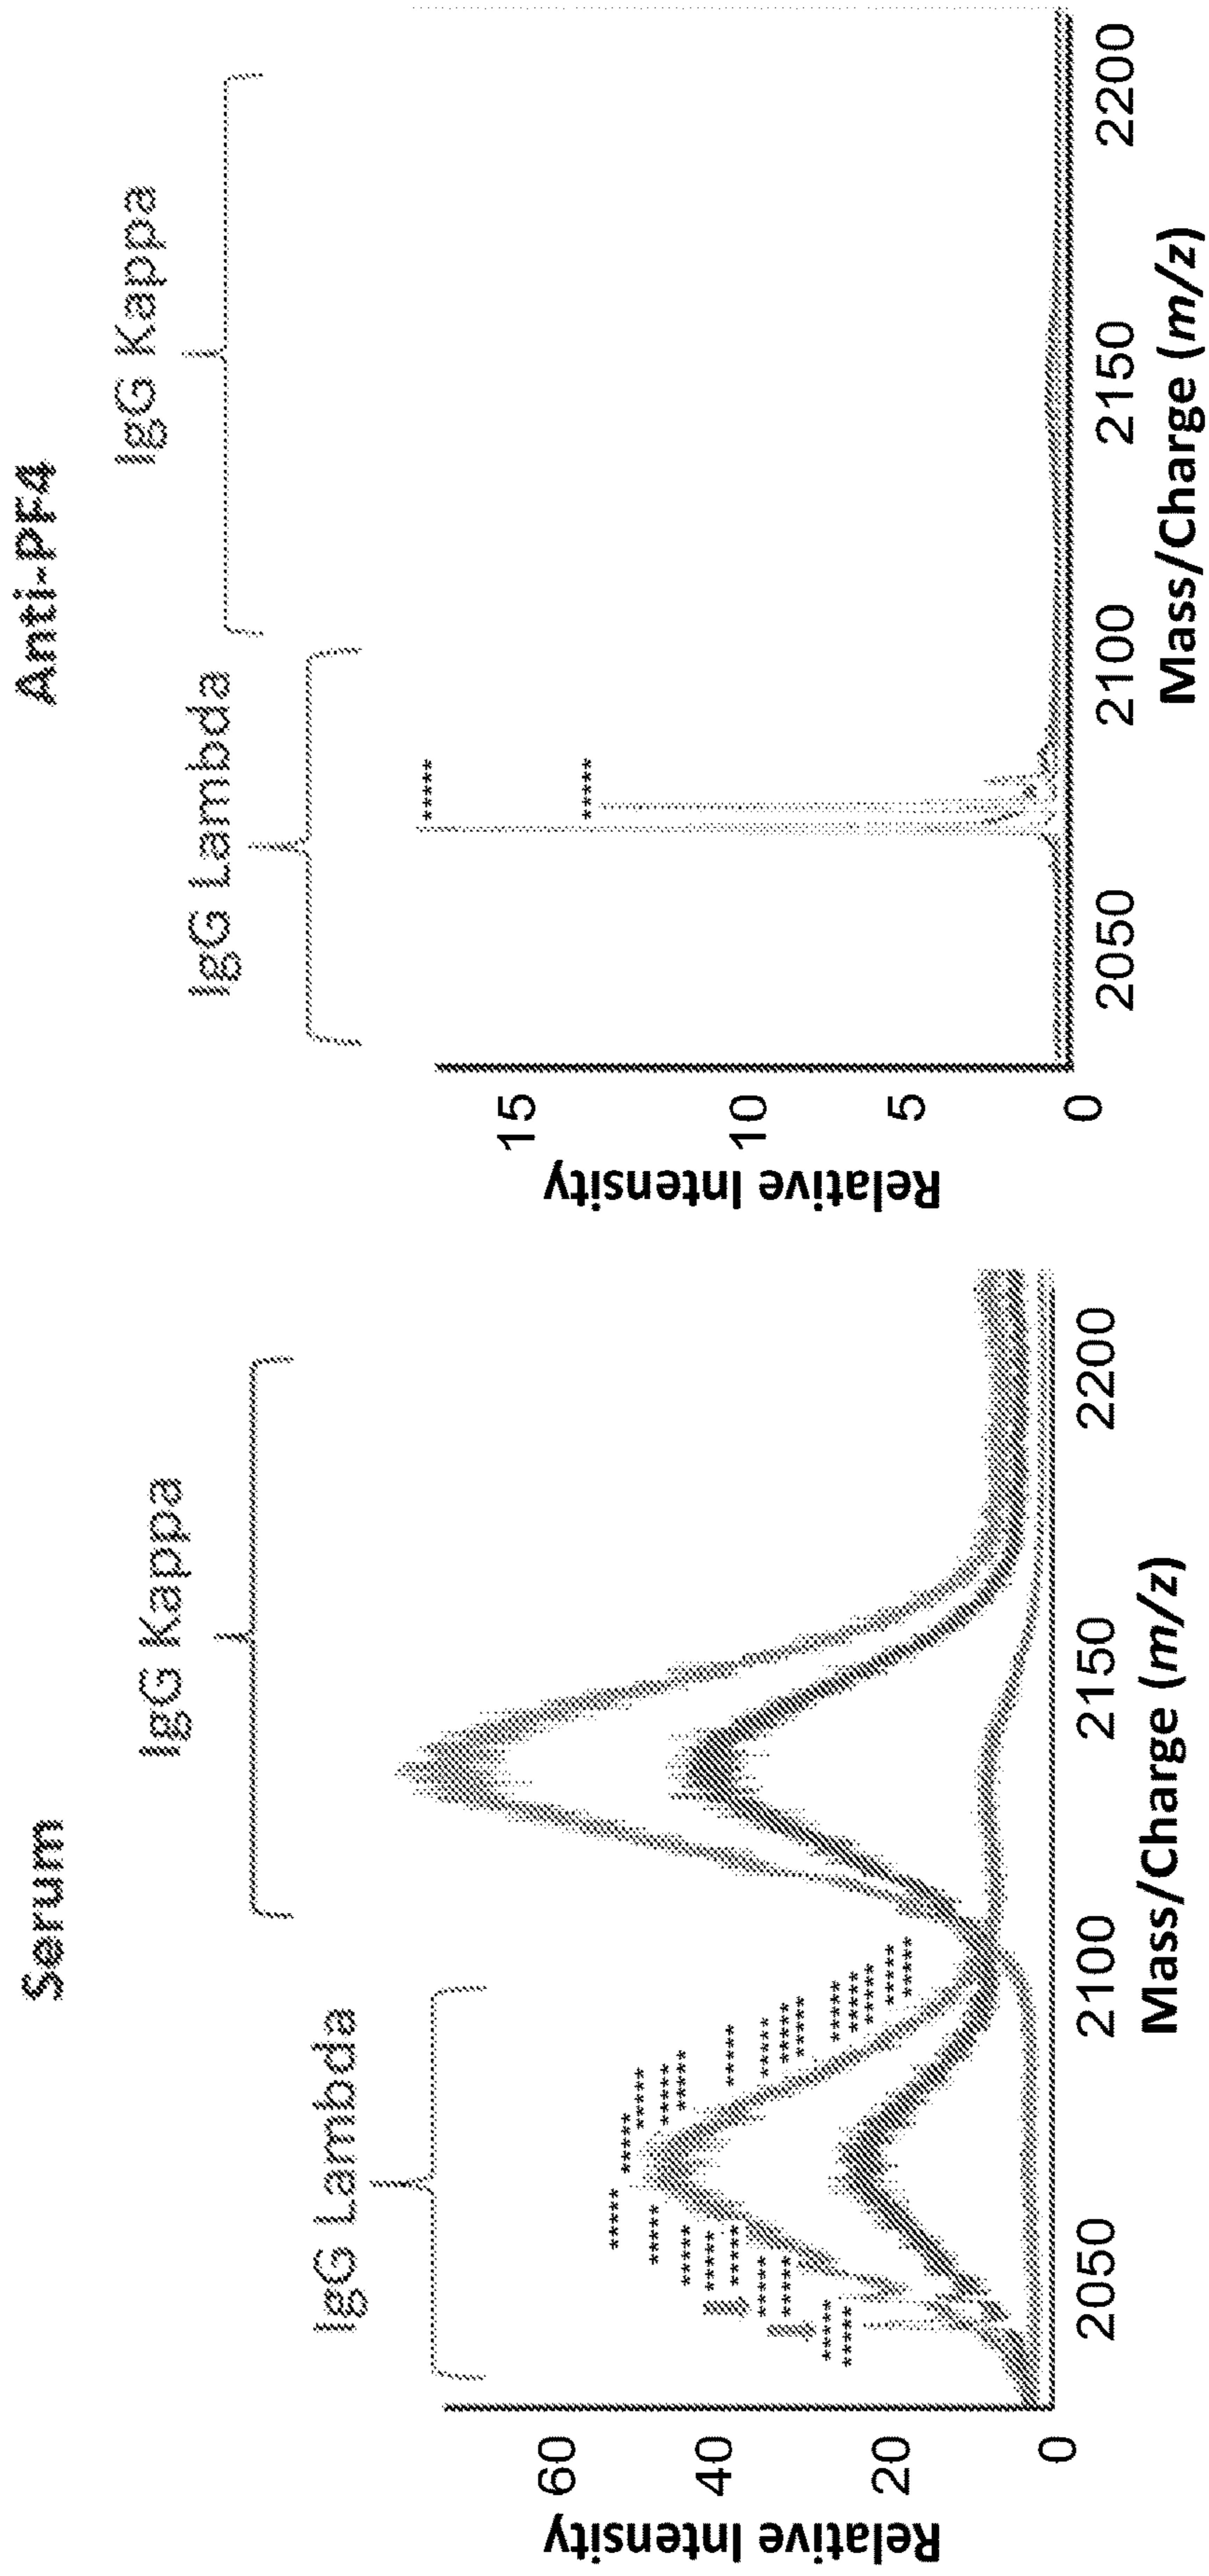 Serum
IgG Lambda
IgG Kappa
Relative Intensity
60
40
20
0
2050
2100
2150
2200
Mass/Charge (m/z)
Anti-PF4
IgG Lambda
IgG Kappa
*****
*****
Relative Intensity
15
10
5
0
2050
2100
2150
2200
Mass/Charge (m/z)